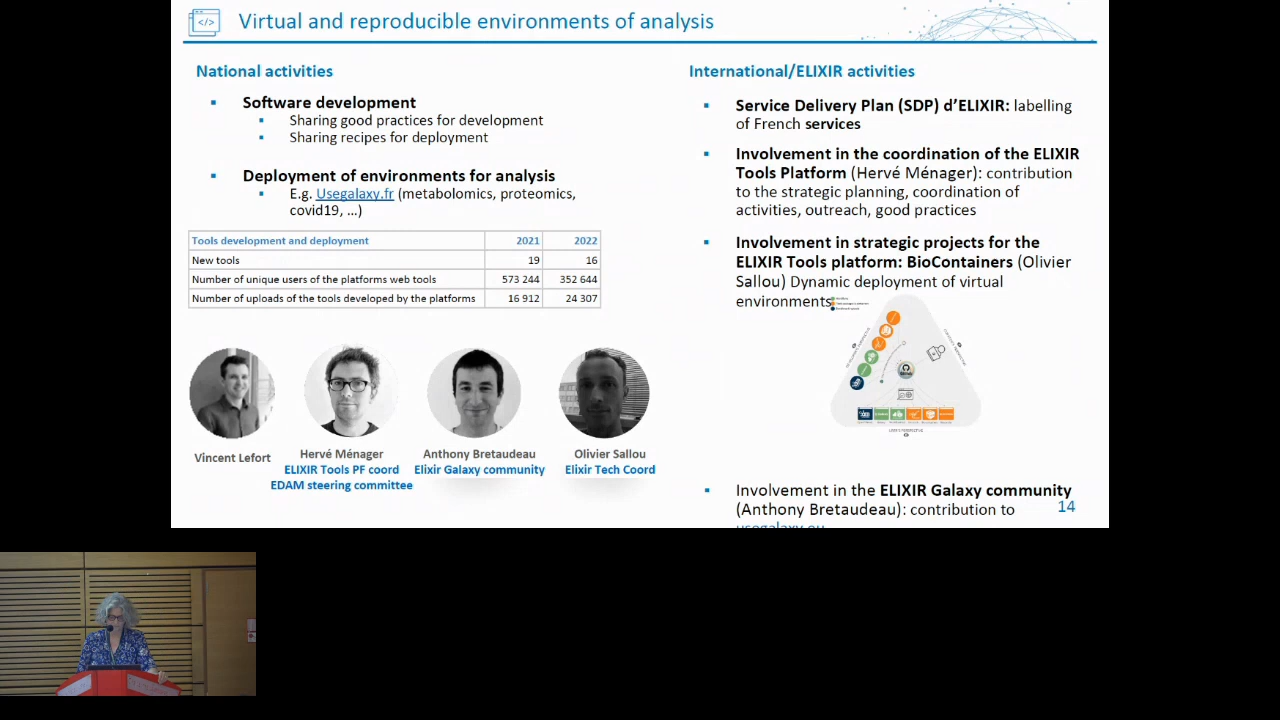 Virtual and reproducible environments of analysis
National activities
Software development
Sharing good practices for development
Sharing recipes for deployment
Deployment of environments for analysis
E.g. Usegalaxy.fr (metabolomics, proteomics,
covid19, …)
Tools development and deployment 2021 2022
New tools 19 16
Number of unique users of the platforms web tools 573 244 352 644
Number of uploads of the tools developed by the platforms 16 912 24 307
Vincent Lefort
Hervé Ménager
ELIXIR Tools PF coord
EDAM steering committee
Anthony Bretaudeau
Elixir Galaxy community
Olivier Sallou
Elixir Tech Coord
International/ELIXIR activities
Service Delivery Plan (SDP) d’ELIXIR: labelling
of French services
Involvement in the coordination of the ELIXIR
Tools Platform (Hervé Ménager): contribution
to the strategic planning, coordination of
activities, outreach, good practices
Involvement in strategic projects for the
ELIXIR Tools platform: BioContainers (Olivier
Sallou) Dynamic deployment of virtual
environments
Involvement in the ELIXIR Galaxy community
(Anthony Bretaudeau): contribution to
usegalaxy.eu
14